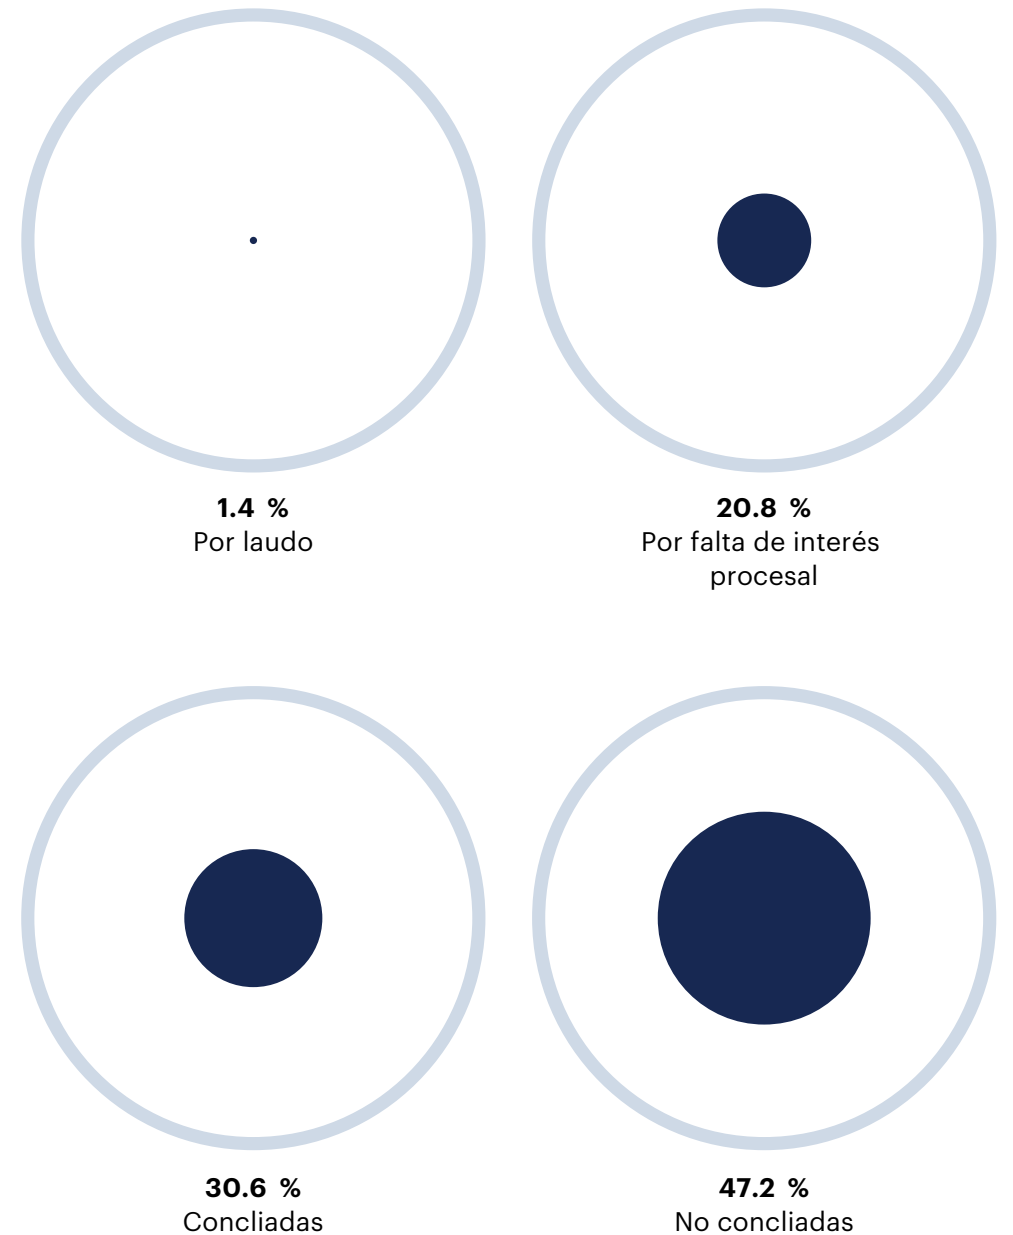 1.4 %
Por laudo
20.8 %
Por falta de interés
procesal
30.6 %
Concliadas
47.2 %
No concliadas